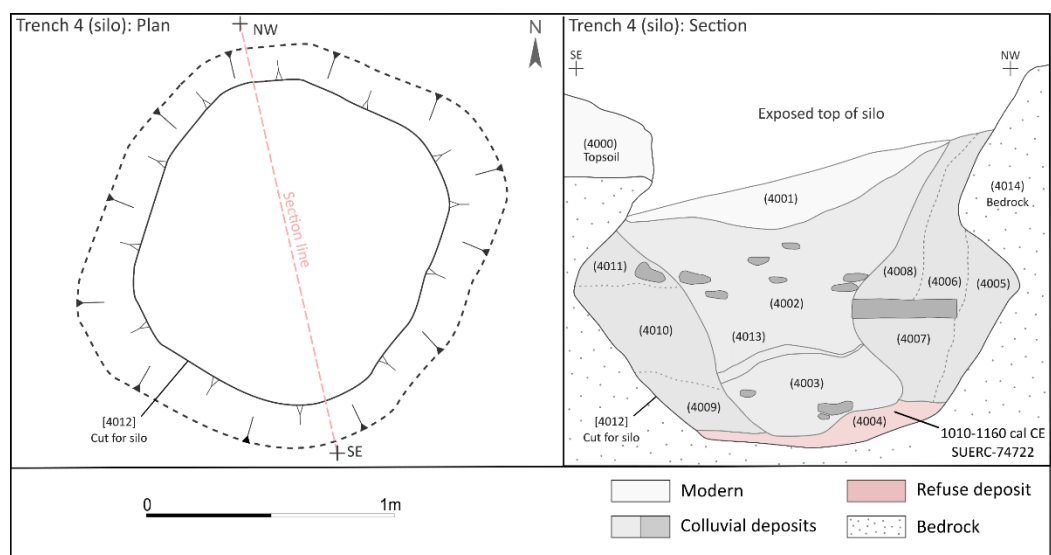 Trench 4 (silo): Plan
NW
N
Section line
[4012]
Cut for silo
SE
Trench 4 (silo): Section
SE
NW
Exposed top of silo
(4000)
Topsoil
(4001)
(4014)
Bedrock
(4011)
(4008)
(4006)
(4005)
(4002)
(4010)
(4013)
(4007)
(4003)
(4009)
(4004)
[4012]
Cut for silo
1010-1160 cal CE
SUERC-74722
0
1m
Modern
Refuse deposit
Colluvial deposits
Bedrock